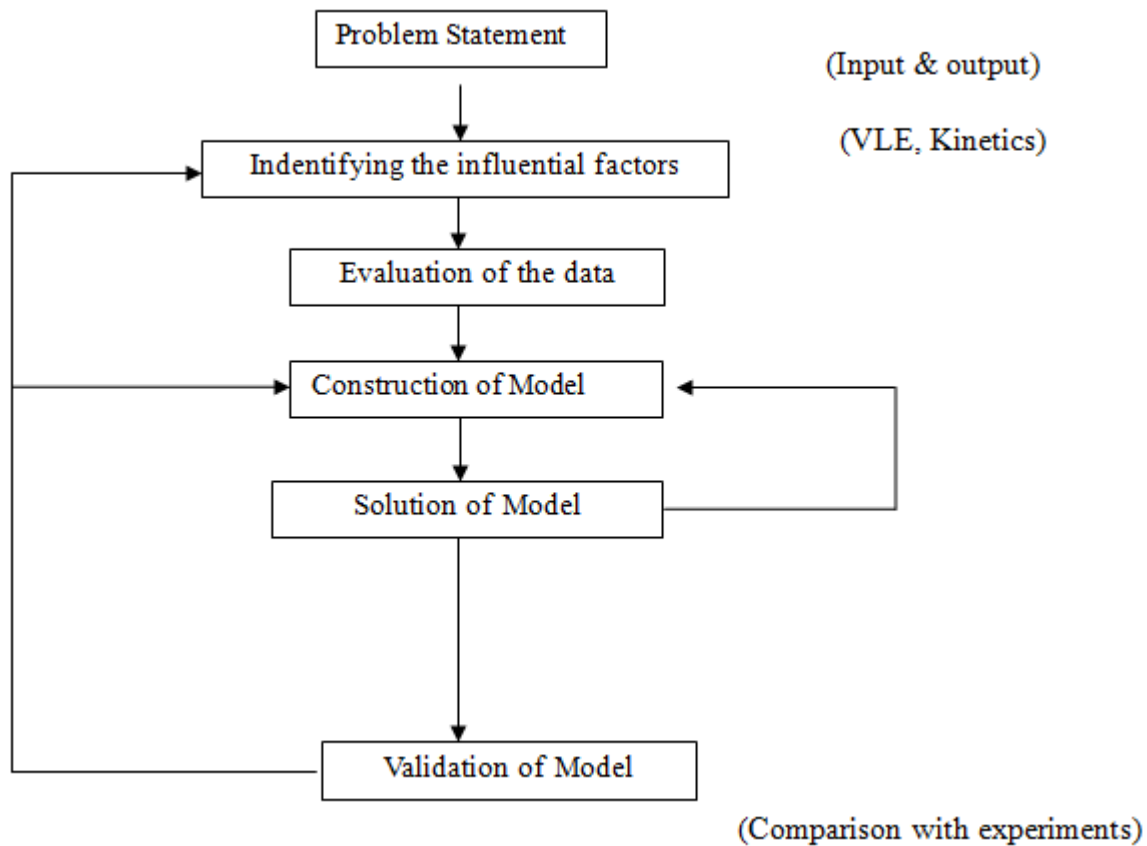 Problem Statement
(Input & output)
(VLE, Kinetics)
Indentifying the influential factors
Evaluation of the data
Construction of Model
Solution of Model
Validation of Model
(Comparison with experiments)